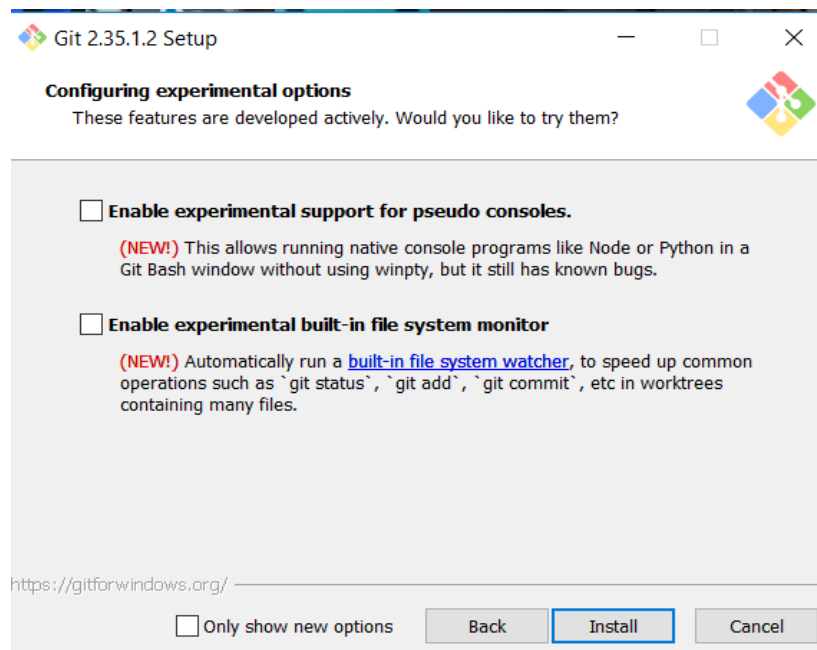 Git 2.35.1.2 Setup
Configuring experimental options
These features are developed actively. Would you like to try them?
Enable experimental support for pseudo consoles.
(NEW!) This allows running native console programs like Node or Python in a
Git Bash window without using winpty, but it still has known bugs.
Enable experimental built-in file system monitor
(NEW!) Automatically run a built-in file system watcher, to speed up common
operations such as `git status`, `git add`, `git commit`, etc in worktrees
containing many files.
https://gitforwindows.org/
Only show new options Back Install Cancel